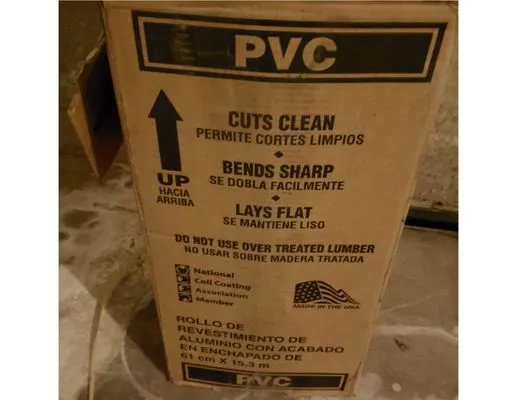 PVC
CUTS CLEAN
PERMITE CORTES LIMPIOS
BENDS SHARP
SE DOBLA FACILMENTE
LAYS FLAT
SE MANTIENE LISO
UP
HACIA
ARRIBA
DO NOT USE OVER TREATED LUMBER
NO USAR SOBRE MADERA TRATADA
National
Coil Coating
Association
Member
MADE IN THE USA
ROLLO DE
REVESTIMIENTO DE
ALUMINIO CON ACABADO
EN ENCHAPADO DE
61 cm X 15.3 m
PVC